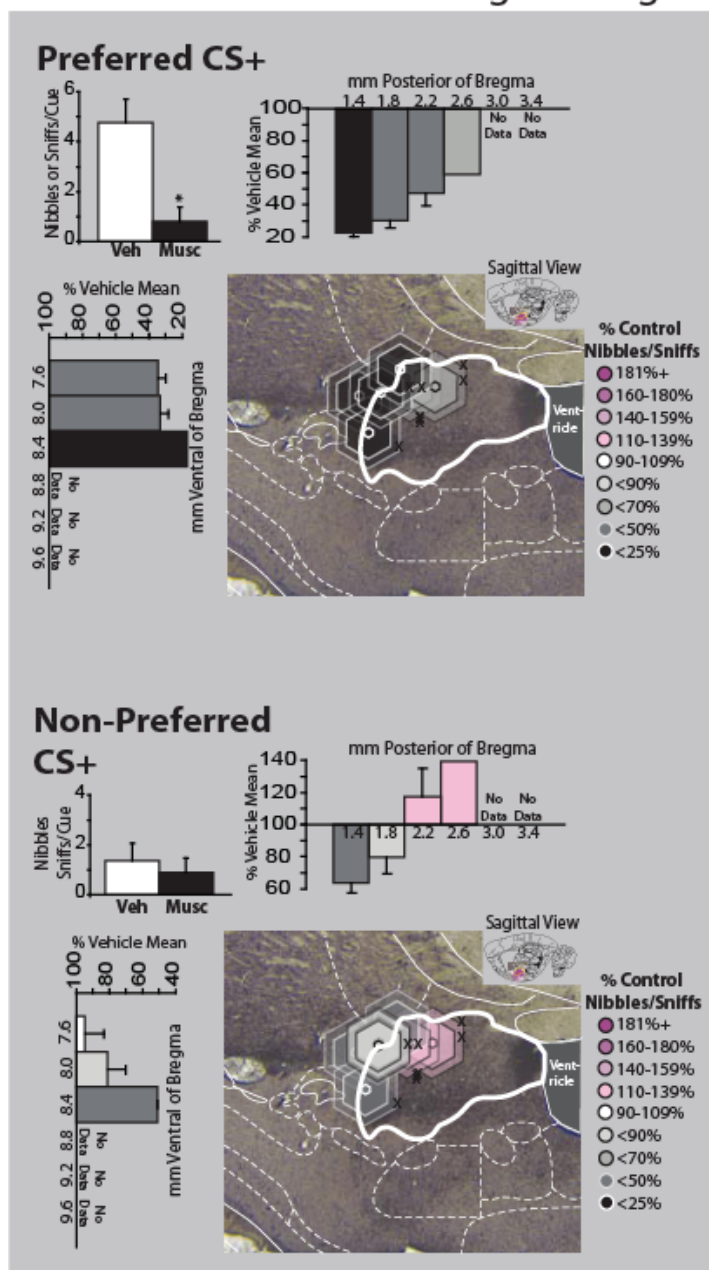 Preferred CS+
Nibbles or Sniffs/Cue
6
4
2
0
*
Veh Musc
mm Posterior of Bregma
1.4 1.8 2.2 2.6 3.0 3.4
No Data
No Data
% Vehicle Mean
100
80
60
40
20
% Vehicle Mean
100 80 60 40 20
7.6
8.0
8.4
8.8 No Data
9.2 No Data
9.6 No Data
mm Ventral of Bregma
Sagittal View
Vent-
ricle
x x x x x x x
% Control
Nibbles/Sniffs
181%+
160-180%
140-159%
110-139%
90-109%
<90%
<70%
<50%
<25%
Non-Preferred
CS+
Nibbles
Sniffs/Cue
4
2
0
Veh Musc
mm Posterior of Bregma
% Vehicle Mean
140
120
100
80
60
1.4 1.8 2.2 2.6 3.0 3.4
No Data
No Data
% Vehicle Mean
100 80 60 40
7.6
8.0
8.4
8.8 No Data
9.2 No Data
9.6 No Data
mm Ventral of Bregma
Sagittal View
Vent-
ricle
x x x x x x x
% Control
Nibbles/Sniffs
181%+
160-180%
140-159%
110-139%
90-109%
<90%
<70%
<50%
<25%